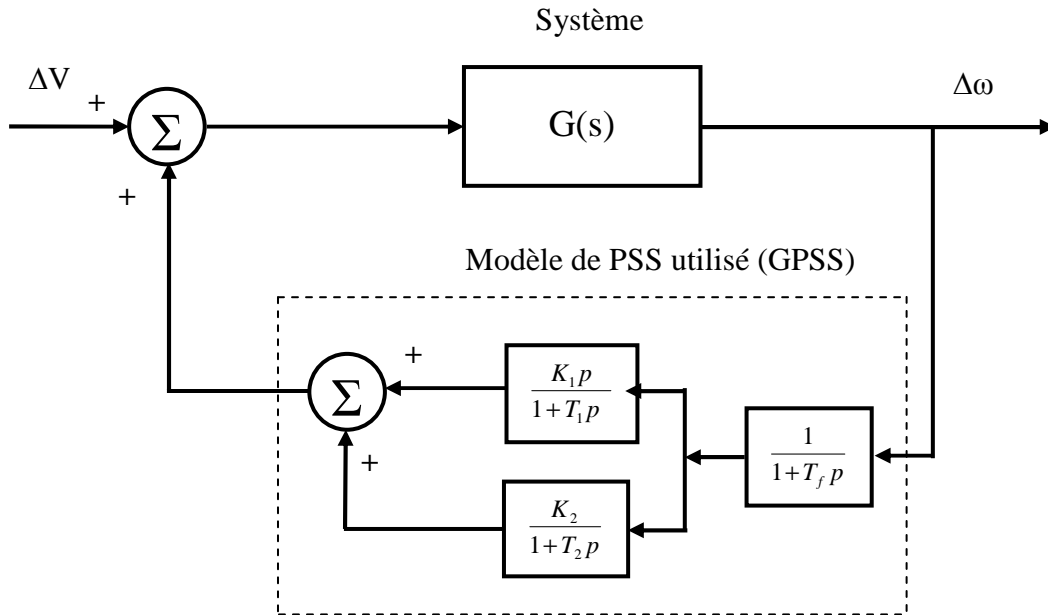 Système
ΔV
+
Σ
G(s)
Δω
+
Modèle de PSS utilisé (GPSS)
+
K₁p
1+T₁p
Σ
1
1+T_f p
+
K₂
1+T₂p